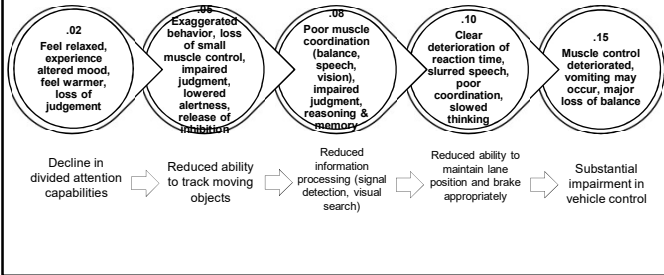 .02
Feel relaxed,
experience
altered mood,
feel warmer,
loss of
judgement
.05
Exaggerated
behavior, loss
of small
muscle control,
impaired
judgment,
lowered
alertness,
release of
inhibition
.08
Poor muscle
coordination
(balance,
speech,
vision),
impaired
judgment,
reasoning &
memory
.10
Clear
deterioration of
reaction time,
slurred speech,
poor
coordination,
slowed
thinking
.15
Muscle control
deteriorated,
vomiting may
occur, major
loss of balance
Decline in
divided attention
capabilities
Reduced ability
to track moving
objects
Reduced
information
processing (signal
detection, visual
search)
Reduced ability to
maintain lane
position and brake
appropriately
Substantial
impairment in
vehicle control